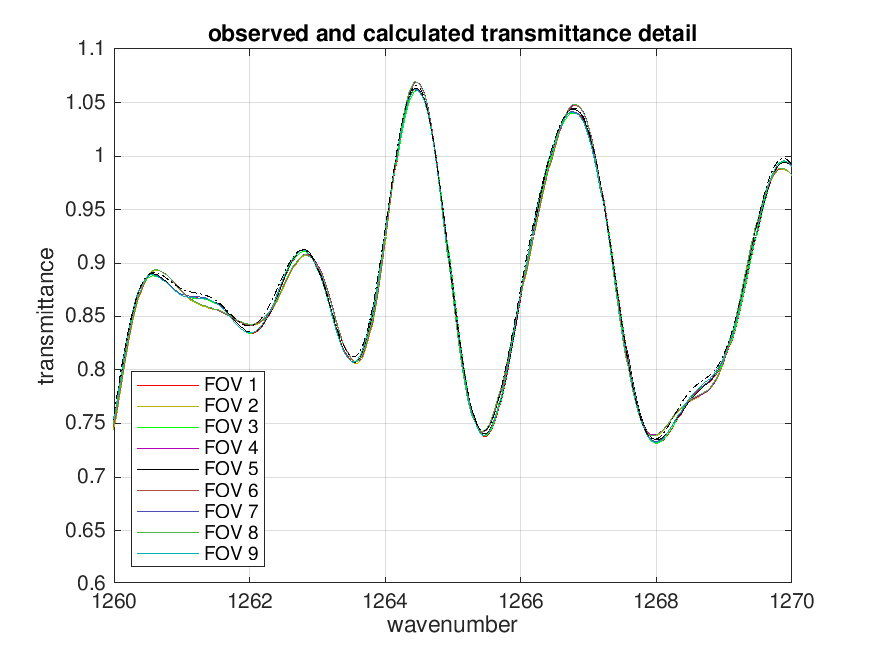 observed and calculated transmittance detail
1.1
1.05
1
0.95
0.9
0.85
0.8
0.75
0.7
0.65
0.6
transmittance
FOV 1
FOV 2
FOV 3
FOV 4
FOV 5
FOV 6
FOV 7
FOV 8
FOV 9
1260
1262
1264
1266
1268
1270
wavenumber